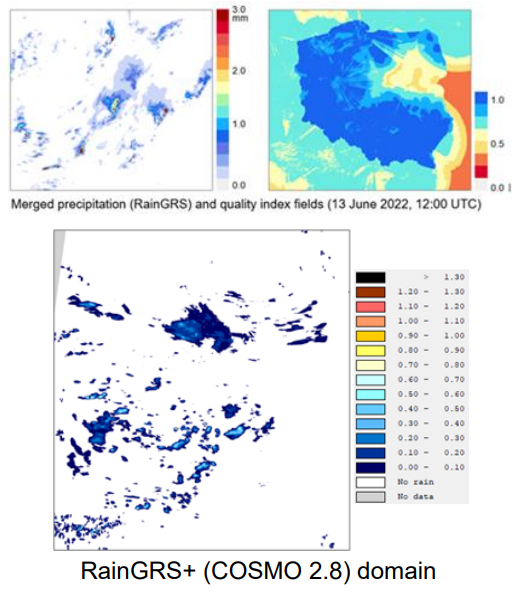 3.0
mm
2.0
1.0
0.0
1.0
0.5
0.0
Merged precipitation (RainGRS) and quality index fields (13 June 2022, 12:00 UTC)
> 1.30
1.20 - 1.30
1.10 - 1.20
1.00 - 1.10
0.90 - 1.00
0.80 - 0.90
0.70 - 0.80
0.60 - 0.70
0.50 - 0.60
0.40 - 0.50
0.30 - 0.40
0.20 - 0.30
0.10 - 0.20
0.00 - 0.10
No rain
No data
RainGRS+ (COSMO 2.8) domain